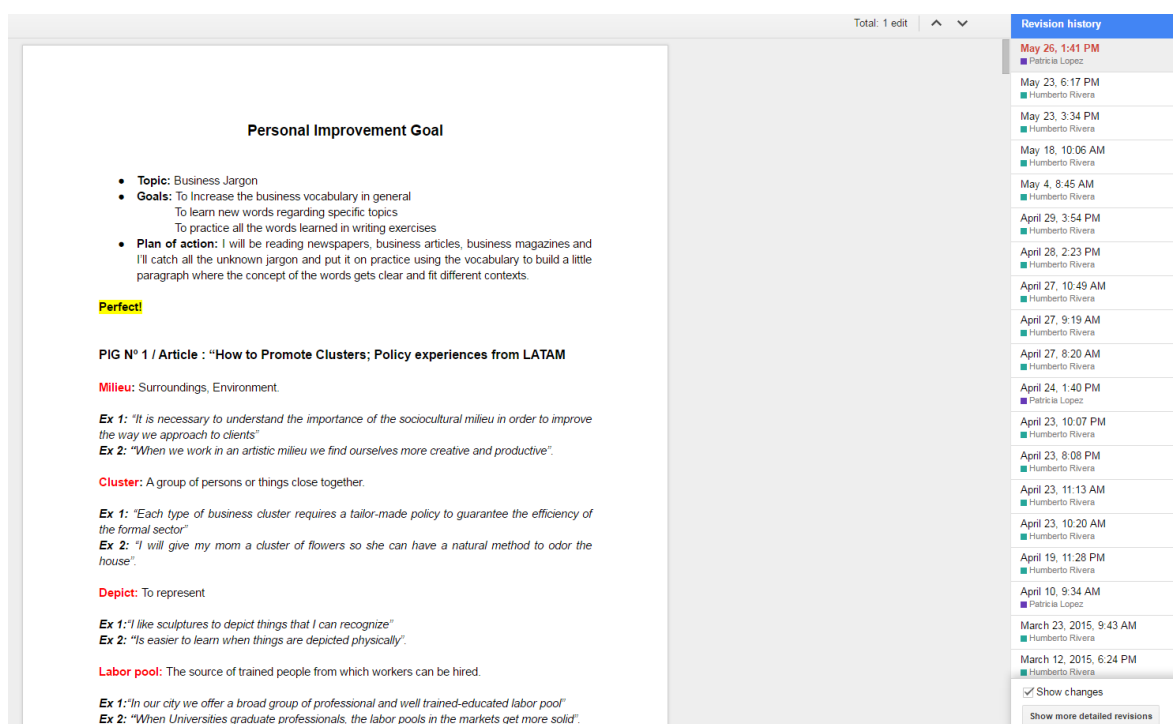 Total: 1 edit
Personal Improvement Goal
● Topic: Business Jargon
● Goals: To Increase the business vocabulary in general
To learn new words regarding specific topics
To practice all the words learned in writing exercises
● Plan of action: I will be reading newspapers, business articles, business magazines and
I'll catch all the unknown jargon and put it on practice using the vocabulary to build a little
paragraph where the concept of the words gets clear and fit different contexts.
Perfect!
PIG Nº 1 / Article : “How to Promote Clusters; Policy experiences from LATAM
Milieu: Surroundings, Environment.
Ex 1: “It is necessary to understand the importance of the sociocultural milieu in order to improve
the way we approach to clients”
Ex 2: “When we work in an artistic milieu we find ourselves more creative and productive”.
Cluster: A group of persons or things close together.
Ex 1: “Each type of business cluster requires a tailor-made policy to guarantee the efficiency of
the formal sector”
Ex 2: “I will give my mom a cluster of flowers so she can have a natural method to odor the
house”.
Depict: To represent
Ex 1:“I like sculptures to depict things that I can recognize”
Ex 2: “Is easier to learn when things are depicted physically”.
Labor pool: The source of trained people from which workers can be hired.
Ex 1:“In our city we offer a broad group of professional and well trained-educated labor pool”
Ex 2: “When Universities graduate professionals, the labor pools in the markets get more solid”.
Revision history
May 26, 1:41 PM
Patricia Lopez
May 23, 6:17 PM
Humberto Rivera
May 23, 3:34 PM
Humberto Rivera
May 18, 10:06 AM
Humberto Rivera
May 4, 8:45 AM
Humberto Rivera
April 29, 3:54 PM
Humberto Rivera
April 28, 2:23 PM
Humberto Rivera
April 27, 10:49 AM
Humberto Rivera
April 27, 9:19 AM
Humberto Rivera
April 27, 8:20 AM
Humberto Rivera
April 24, 1:40 PM
Patricia Lopez
April 23, 10:07 PM
Humberto Rivera
April 23, 8:08 PM
Humberto Rivera
April 23, 11:13 AM
Humberto Rivera
April 23, 10:20 AM
Humberto Rivera
April 19, 11:28 PM
Humberto Rivera
April 10, 9:34 AM
Patricia Lopez
March 23, 2015, 9:43 AM
Humberto Rivera
March 12, 2015, 6:24 PM
Humberto Rivera
Show changes
Show more detailed revisions